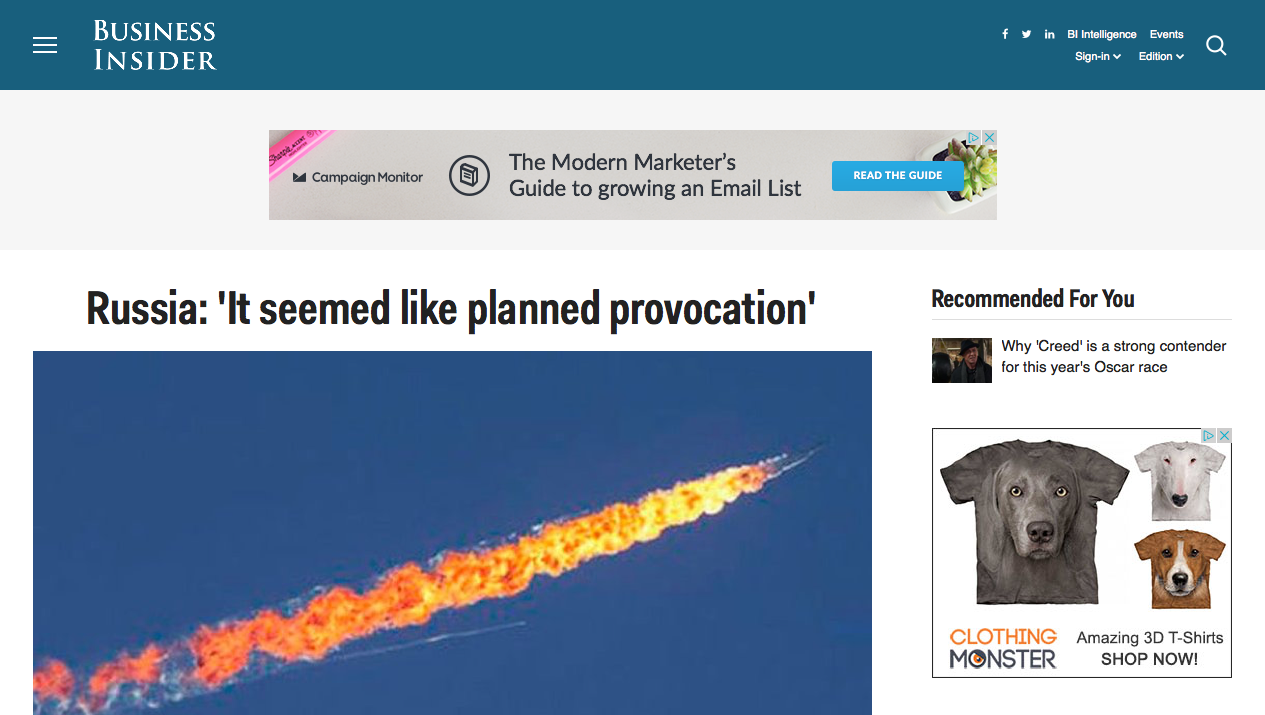 BUSINESS
INSIDER
BI Intelligence Events
Sign-in Edition
Campaign Monitor
The Modern Marketer's
Guide to growing an Email List
READ THE GUIDE
Russia: 'It seemed like planned provocation'
Recommended For You
Why 'Creed' is a strong contender
for this year's Oscar race
CLOTHING
MONSTER
Amazing 3D T-Shirts
SHOP NOW!